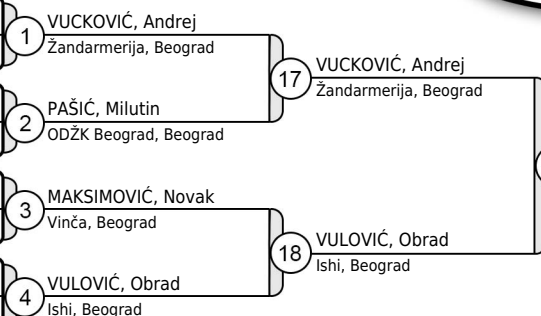 1
VUCKOVIĆ, Andrej
Žandarmerija, Beograd
2
PAŠIĆ, Milutin
ODŽK Beograd, Beograd
17
VUCKOVIĆ, Andrej
Žandarmerija, Beograd
3
MAKSIMOVIĆ, Novak
Vinča, Beograd
4
VULOVIĆ, Obrad
Ishi, Beograd
18
VULOVIĆ, Obrad
Ishi, Beograd